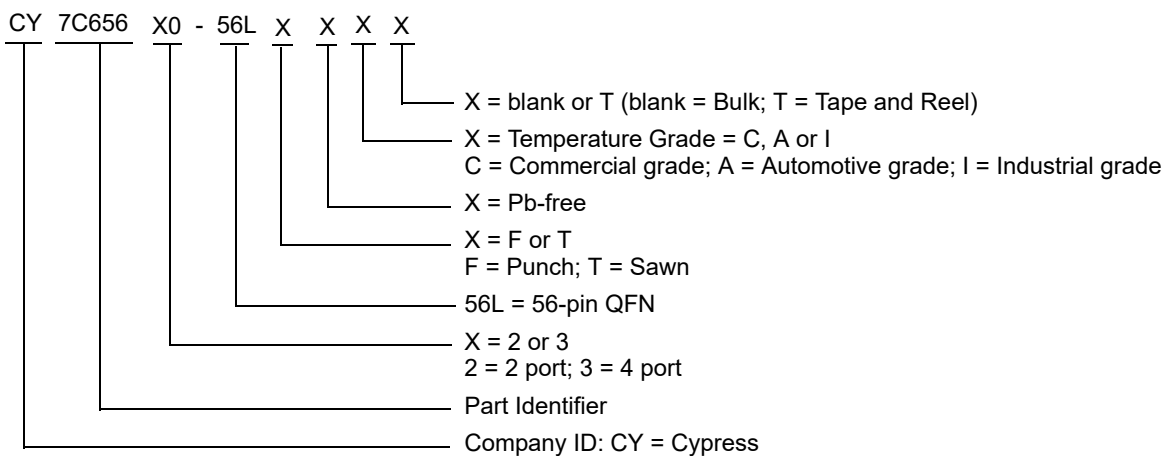 CY 7C656 X0 - 56L X X X X
X = blank or T (blank = Bulk; T = Tape and Reel)
X = Temperature Grade = C, A or I
C = Commercial grade; A = Automotive grade; I = Industrial grade
X = Pb-free
X = F or T
F = Punch; T = Sawn
56L = 56-pin QFN
X = 2 or 3
2 = 2 port; 3 = 4 port
Part Identifier
Company ID: CY = Cypress